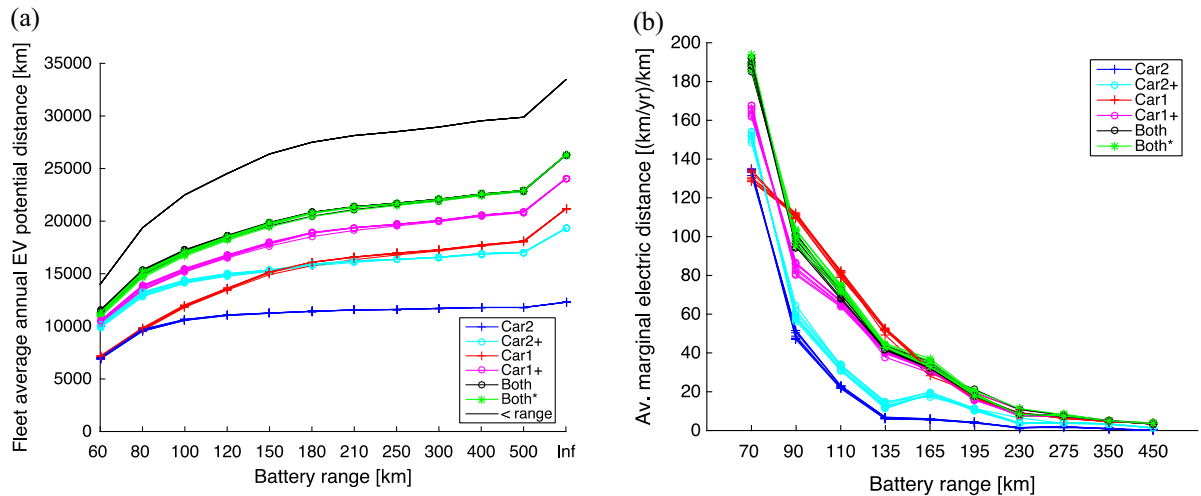 (a)
Fleet average annual EV potential distance [km]
35000
30000
25000
20000
15000
10000
5000
0
60 80 100 120 150 180 210 250 300 400 500 Inf
Battery range [km]
Car2
Car2+
Car1
Car1+
Both
Both*
< range
(b)
Av. marginal electric distance [(km/yr)/km]
200
180
160
140
120
100
80
60
40
20
0
70 90 110 135 165 195 230 275 350 450
Battery range [km]
Car2
Car2+
Car1
Car1+
Both
Both*